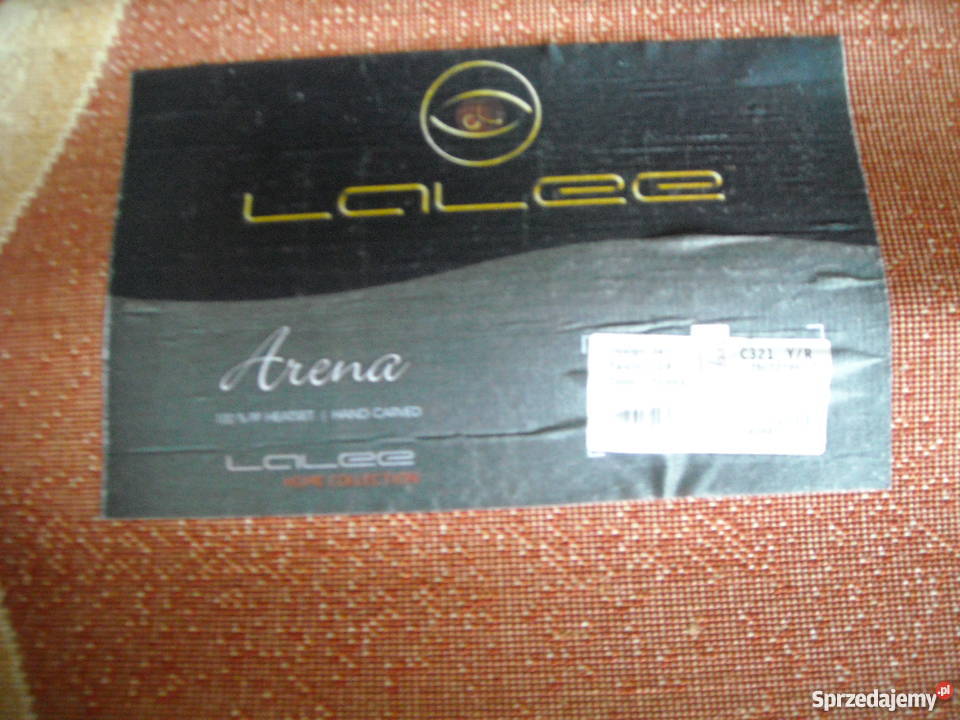 LaLee
Arena
100 % PP HEATSET | HAND CARVED
LaLee
HOME COLLECTION
C321 Y/R
Sprzedajemy.pl